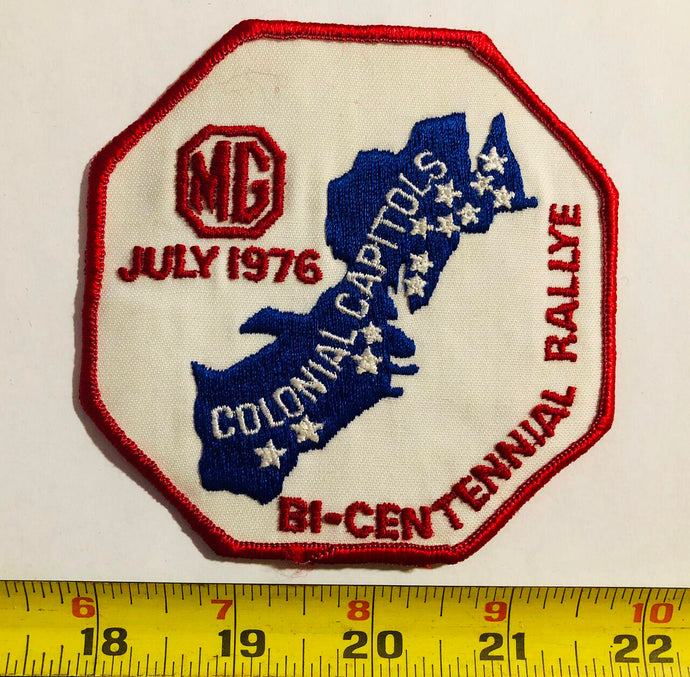 MG
JULY 1976
COLONIAL CAPITOLS
BI-CENTENNIAL RALLYE
6 7 8 9 10
18 19 20 21 22